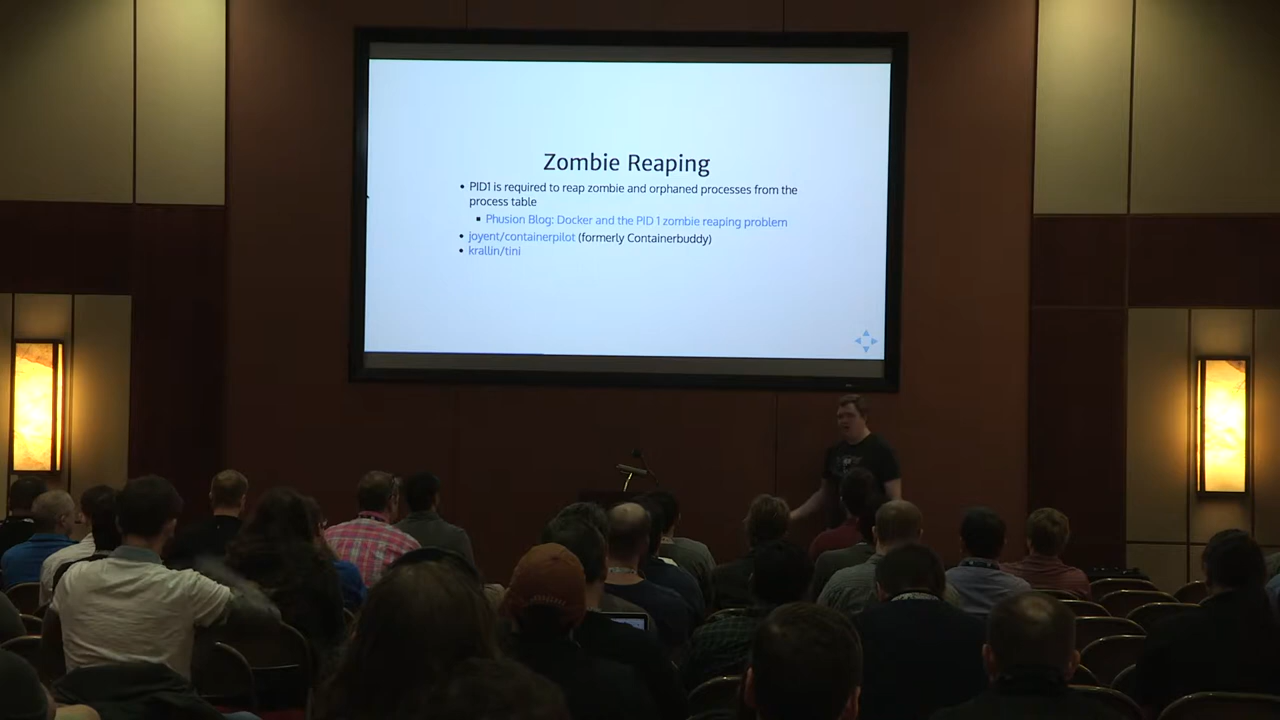 Zombie Reaping
• PID1 is required to reap zombie and orphaned processes from the
process table
▪ Phusion Blog: Docker and the PID 1 zombie reaping problem
• joyent/containerpilot (formerly Containerbuddy)
• krallin/tini